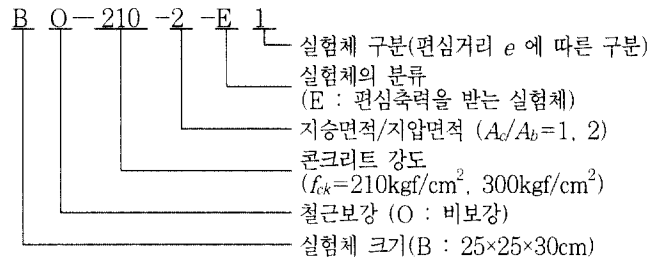 B O-210-2-E 1
실험체 구분(편심거리 e 에 따른 구분)
실험체의 분류
(E : 편심축력을 받는 실험체)
지승면적/지압면적 (Ac/Ab=1, 2)
콘크리트 강도
(fck=210kgf/cm², 300kgf/cm²)
철근보강 (O : 비보강)
실험체 크기(B : 25×25×30cm)